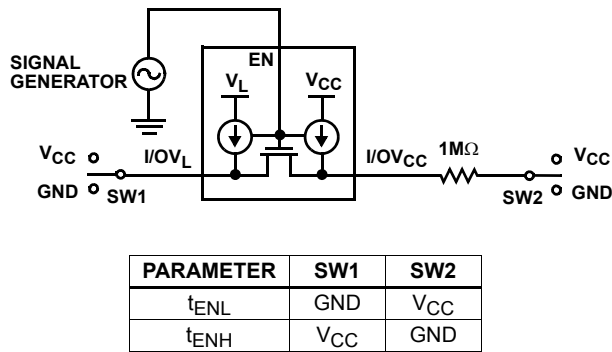 SIGNAL
GENERATOR
EN
V_L
V_CC
V_CC
GND
SW1
I/OV_L
I/OV_CC
1MΩ
V_CC
SW2
GND
PARAMETER SW1 SW2
t_ENL GND V_CC
t_ENH V_CC GND